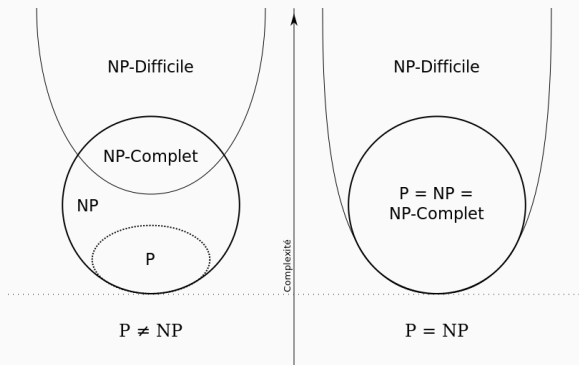 NP-Difficile
NP-Complet
NP
P
P ≠ NP
Complexité
NP-Difficile
P = NP =
NP-Complet
P = NP